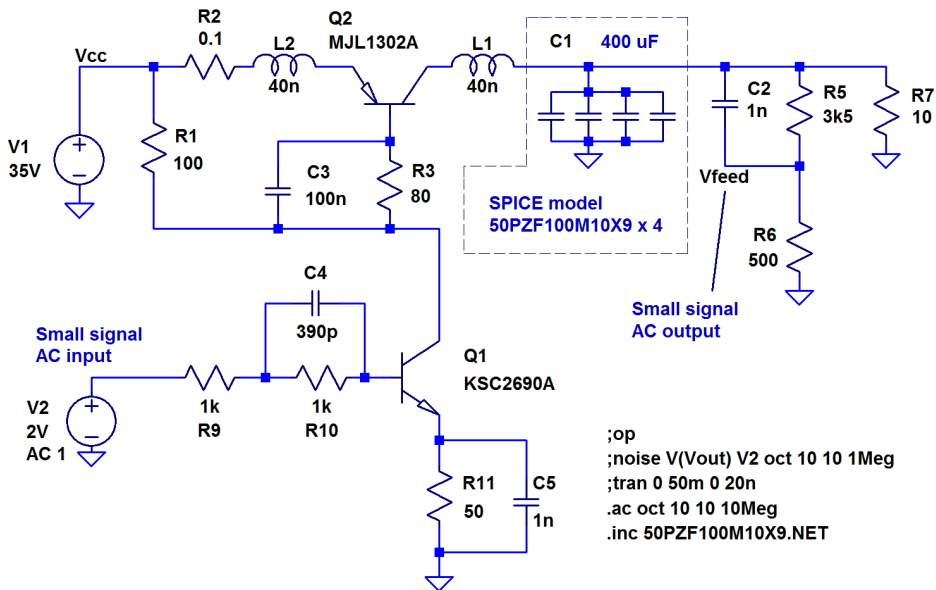 R2
0.1
Q2
MJL1302A
L2
40n
L1
40n
C1
400 uF
Vcc
V1
35V
R1
100
C3
100n
R3
80
C2
1n
R5
3k5
R7
10
Vfeed
R6
500
SPICE model
50PZF100M10X9 x 4
Small signal
AC output
Small signal
AC input
C4
390p
V2
2V
AC 1
1k
R9
1k
R10
Q1
KSC2690A
R11
50
C5
1n
;op
;noise V(Vout) V2 oct 10 10 1Meg
;tran 0 50m 0 20n
.ac oct 10 10 10Meg
.inc 50PZF100M10X9.NET